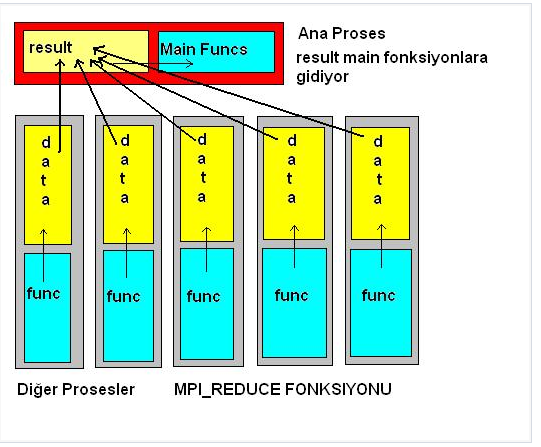 Ana Proses
result
Main Funcs
result main fonksiyonlara
gidiyor
d
a
t
a
d
a
t
a
d
a
t
a
d
a
t
a
d
a
t
a
func
func
func
func
func
Diğer Prosesler
MPI_REDUCE FONKSIYONU